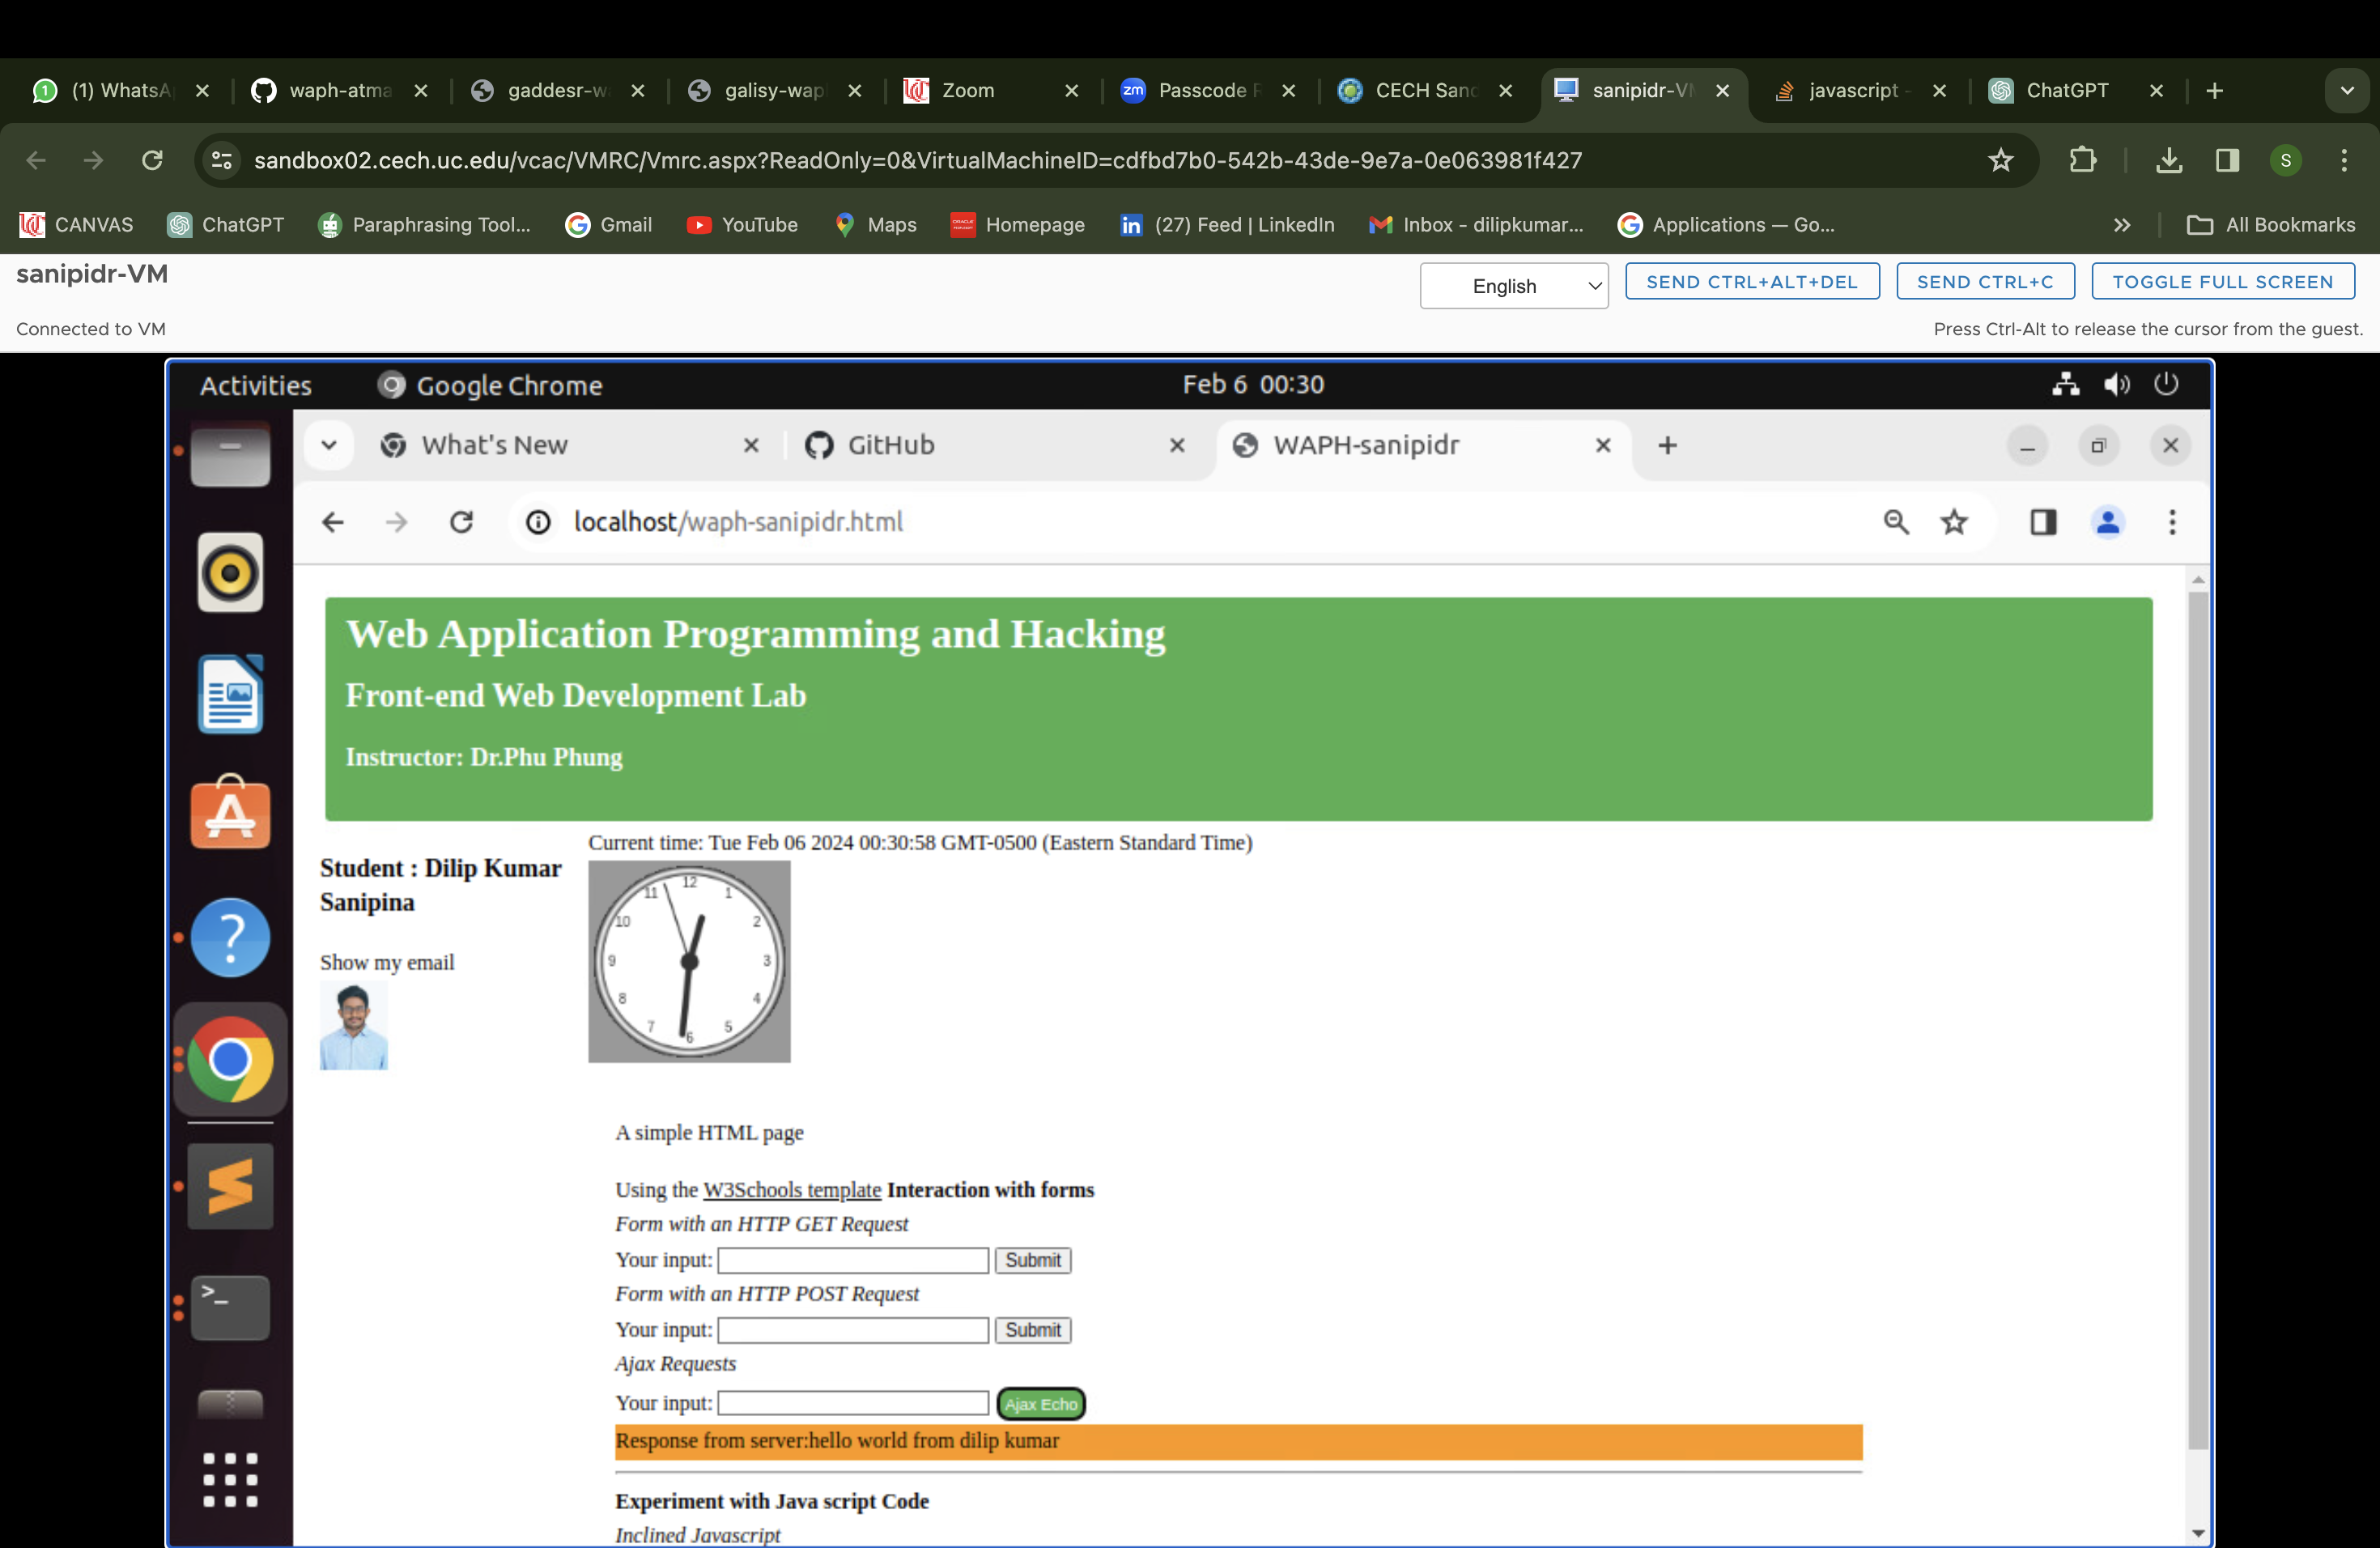 (1) WhatsA
waph-atma
gaddesr-w
galisy-wap
Zoom
zm
Passcode R
CECH Sand
sanipidr-VM
javascript -
ChatGPT
sandbox02.cech.uc.edu/vcac/VMRC/Vmrc.aspx?ReadOnly=0&VirtualMachineID=cdfbd7b0-542b-43de-9e7a-0e063981f427
S
CANVAS
ChatGPT
Paraphrasing Tool...
Gmail
YouTube
Maps
Homepage
(27) Feed | LinkedIn
Inbox - dilipkumar...
Applications — Go...
All Bookmarks
sanipidr-VM
English
SEND CTRL+ALT+DEL
SEND CTRL+C
TOGGLE FULL SCREEN
Connected to VM
Press Ctrl-Alt to release the cursor from the guest.
Activities
Google Chrome
Feb 6 00:30
What's New
GitHub
WAPH-sanipidr
localhost/waph-sanipidr.html
Web Application Programming and Hacking
Front-end Web Development Lab
Instructor: Dr.Phu Phung
Current time: Tue Feb 06 2024 00:30:58 GMT-0500 (Eastern Standard Time)
Student : Dilip Kumar
Sanipina
Show my email
12
1
2
3
4
5
6
7
8
9
10
11
A simple HTML page
Using the W3Schools template Interaction with forms
Form with an HTTP GET Request
Your input: Submit
Form with an HTTP POST Request
Your input: Submit
Ajax Requests
Your input: Ajax Echo
Response from server:hello world from dilip kumar
Experiment with Java script Code
Inclined Javascript